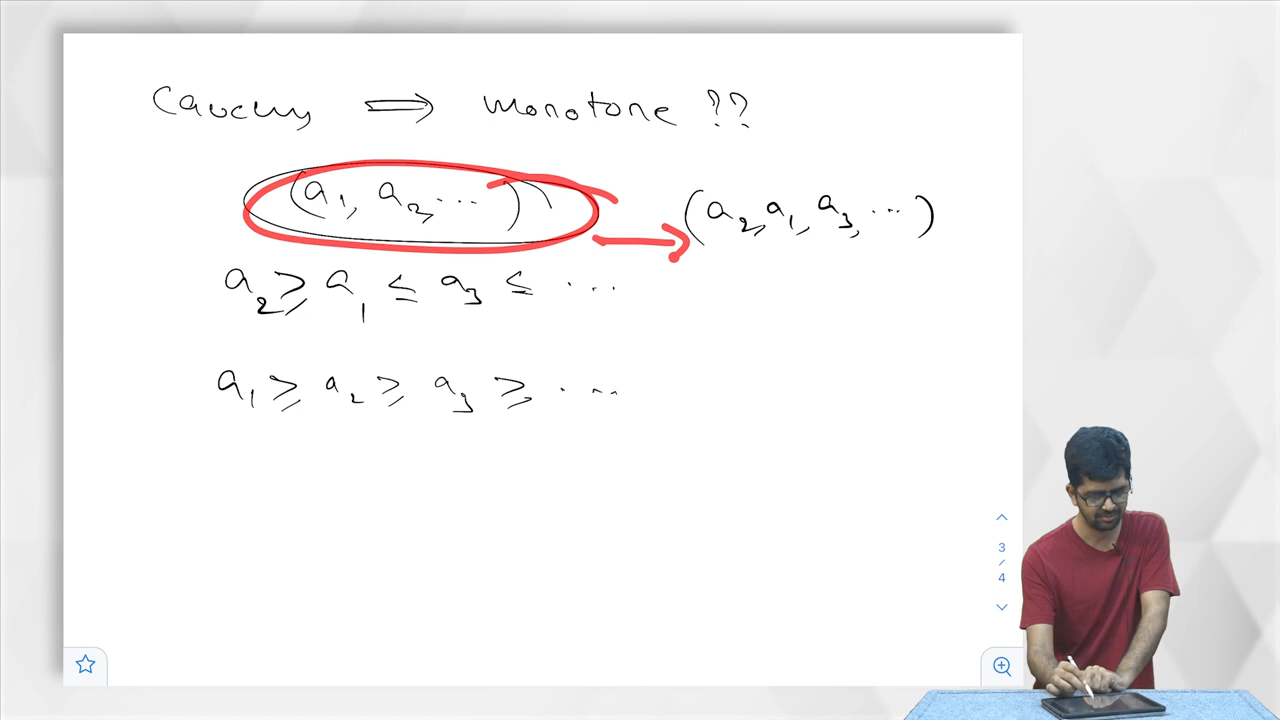 Cauchy ⟹ Monotone ??
(a₁, a₂, ...) → (a₂, a₁, a₃, ...)
a₂ ≥ a₁ ≤ a₃ ≤ ...
a₁ ≥ a₂ ≥ a₃ ≥ ...
3
/
4